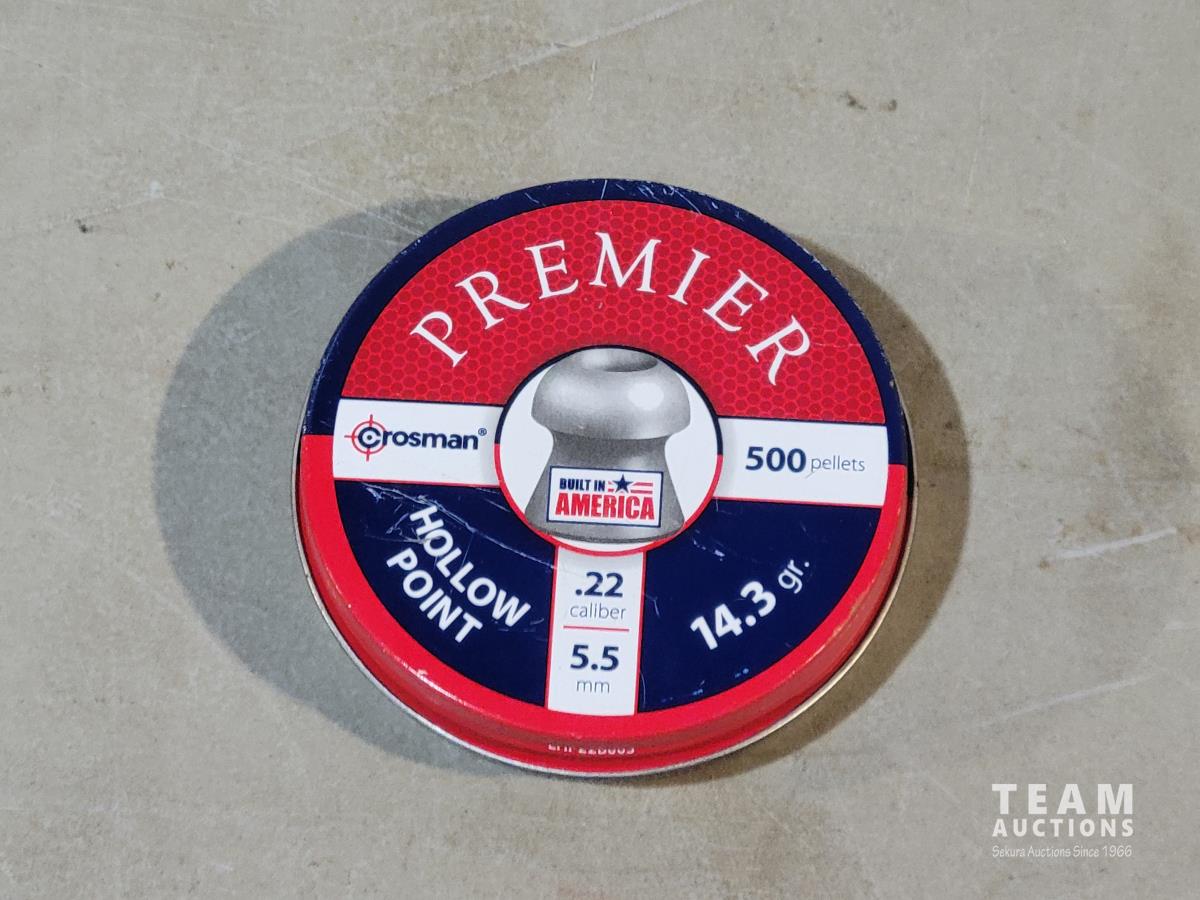 PREMIER
crosman®
500 pellets
BUILT IN
AMERICA
HOLLOW
POINT
.22
caliber
5.5
mm
14.3 gr.
TEAM
AUCTIONS
Sekura Auctions Since 1966